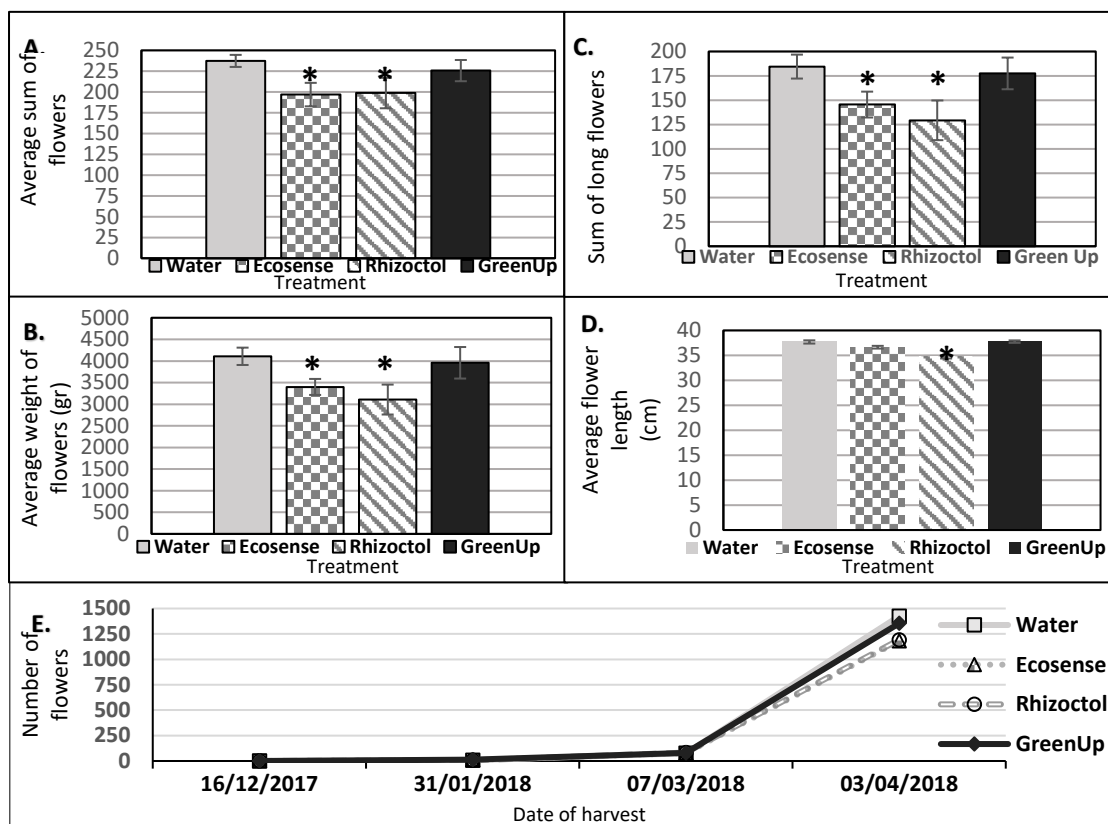 A.
Average sum of
flowers
250
225
200
175
150
125
100
75
50
25
0
*
*
Water Ecosense Rhizoctol GreenUp
Treatment
C.
Sum of long flowers
200
175
150
125
100
75
50
25
0
*
*
Water Ecosense Rhizoctol Green Up
Treatment
B.
Average weight of
flowers (gr)
5000
4500
4000
3500
3000
2500
2000
1500
1000
500
0
*
*
Water Ecosense Rhizoctol GreenUp
Treatment
D.
Average flower
length
(cm)
40
35
30
25
20
15
10
5
0
*
Water Ecosense Rhizoctol GreenUp
Treatment
E.
Number of
flowers
1500
1250
1000
750
500
250
0
16/12/2017 31/01/2018 07/03/2018 03/04/2018
Date of harvest
Water
Ecosense
Rhizoctol
GreenUp